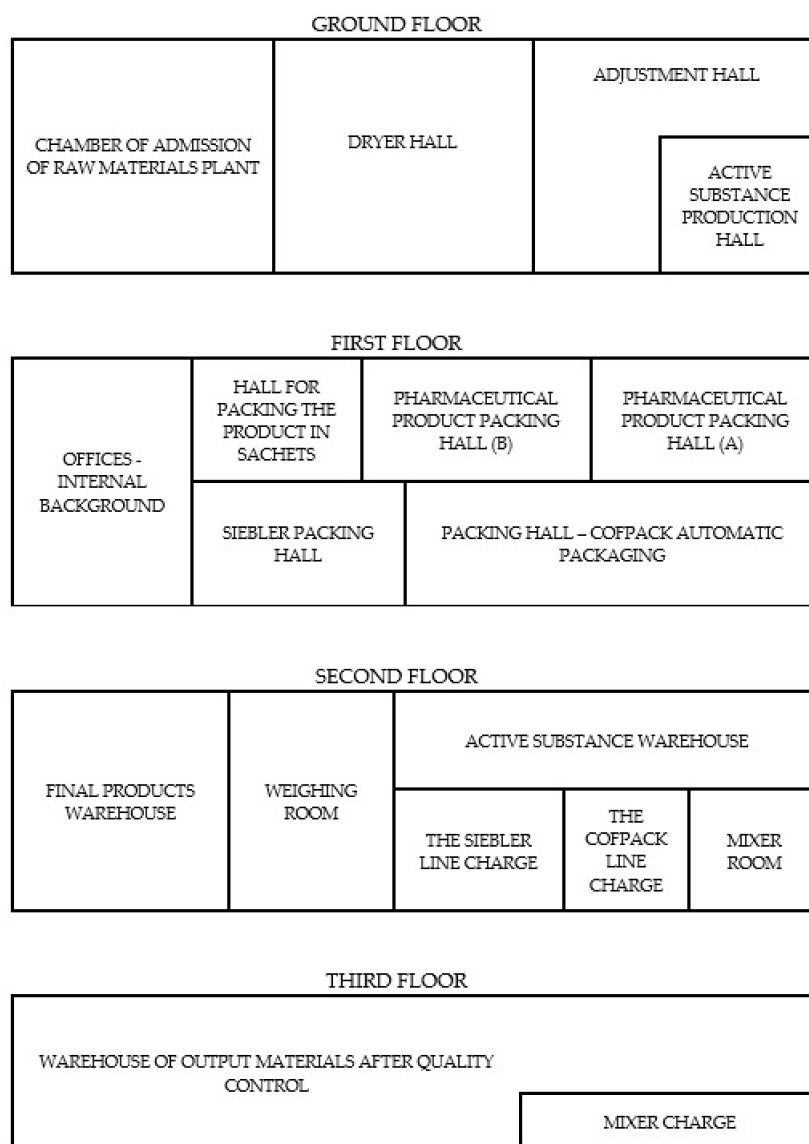 GROUND FLOOR
CHAMBER OF ADMISSION
OF RAW MATERIALS PLANT
DRYER HALL
ADJUSTMENT HALL
ACTIVE
SUBSTANCE
PRODUCTION
HALL
FIRST FLOOR
OFFICES -
INTERNAL
BACKGROUND
HALL FOR
PACKING THE
PRODUCT IN
SACHETS
PHARMACEUTICAL
PRODUCT PACKING
HALL (B)
PHARMACEUTICAL
PRODUCT PACKING
HALL (A)
SIEBLER PACKING
HALL
PACKING HALL – COFPACK AUTOMATIC
PACKAGING
SECOND FLOOR
FINAL PRODUCTS
WAREHOUSE
WEIGHING
ROOM
ACTIVE SUBSTANCE WAREHOUSE
THE SIEBLER
LINE CHARGE
THE
COFPACK
LINE
CHARGE
MIXER
ROOM
THIRD FLOOR
WAREHOUSE OF OUTPUT MATERIALS AFTER QUALITY
CONTROL
MIXER CHARGE